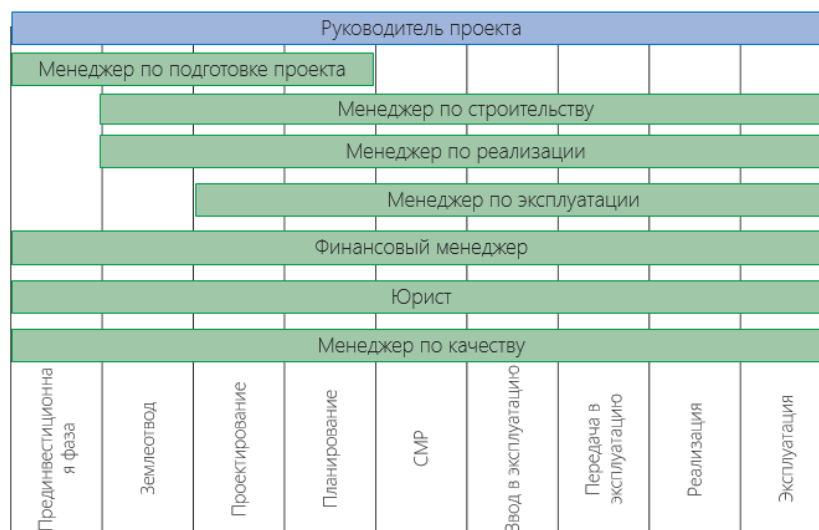 Руководитель проекта
Менеджер по подготовке проекта
Менеджер по строительству
Менеджер по реализации
Менеджер по эксплуатации
Финансовый менеджер
Юрист
Менеджер по качеству
Прединвестиционна
я фаза
Землеотвод
Проектирование
Планирование
СМР
Ввод в эксплуатацию
Передача в
эксплуатацию
Реализация
Эксплуатация